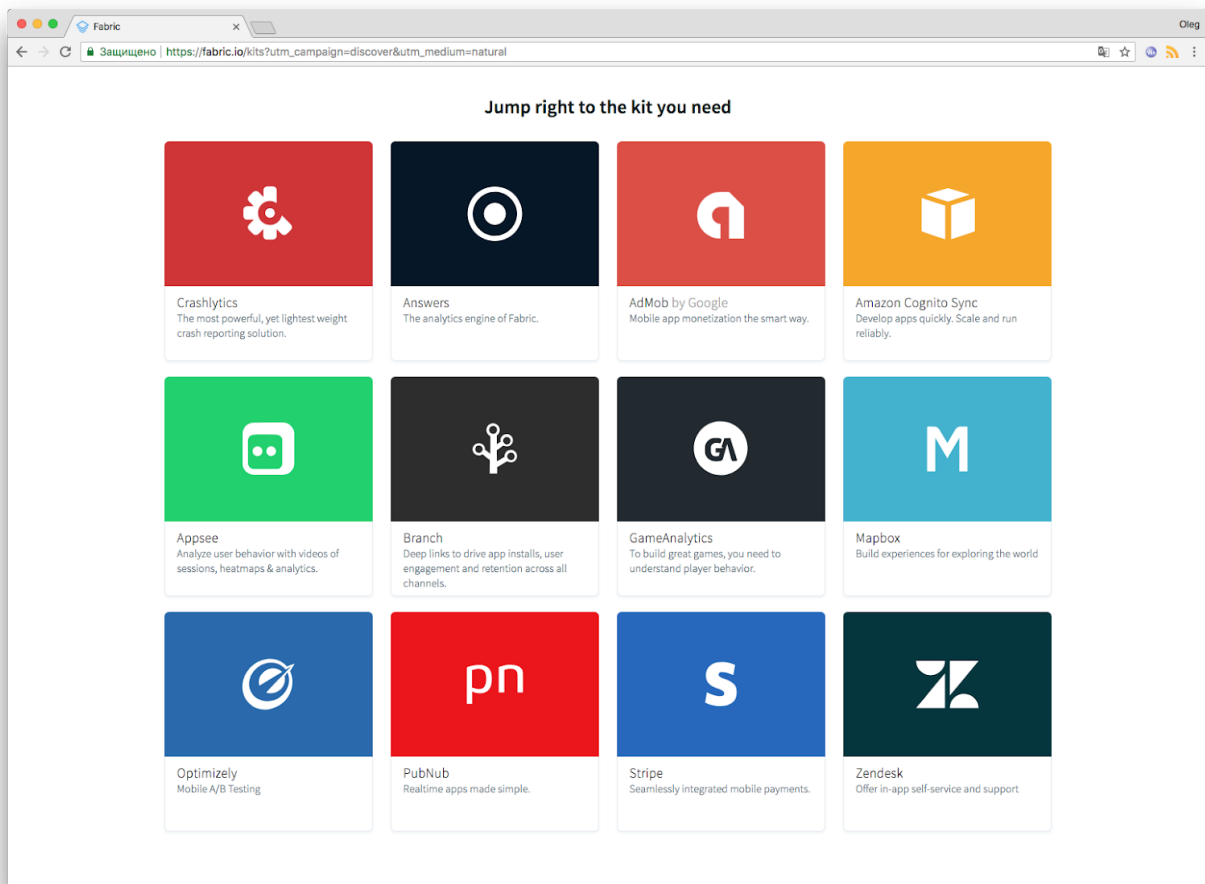 Fabric
Oleg
Защищено | https://fabric.io/kits?utm_campaign=discover&utm_medium=natural
Jump right to the kit you need
Crashlytics
The most powerful, yet lightest weight
crash reporting solution.
Answers
The analytics engine of Fabric.
AdMob by Google
Mobile app monetization the smart way.
Amazon Cognito Sync
Develop apps quickly. Scale and run
reliably.
Appsee
Analyze user behavior with videos of
sessions, heatmaps & analytics.
Branch
Deep links to drive app installs, user
engagement and retention across all
channels.
GA
GameAnalytics
To build great games, you need to
understand player behavior.
M
Mapbox
Build experiences for exploring the world
Optimizely
Mobile A/B Testing
pn
PubNub
Realtime apps made simple.
S
Stripe
Seamlessly integrated mobile payments.
Zendesk
Offer in-app self-service and support